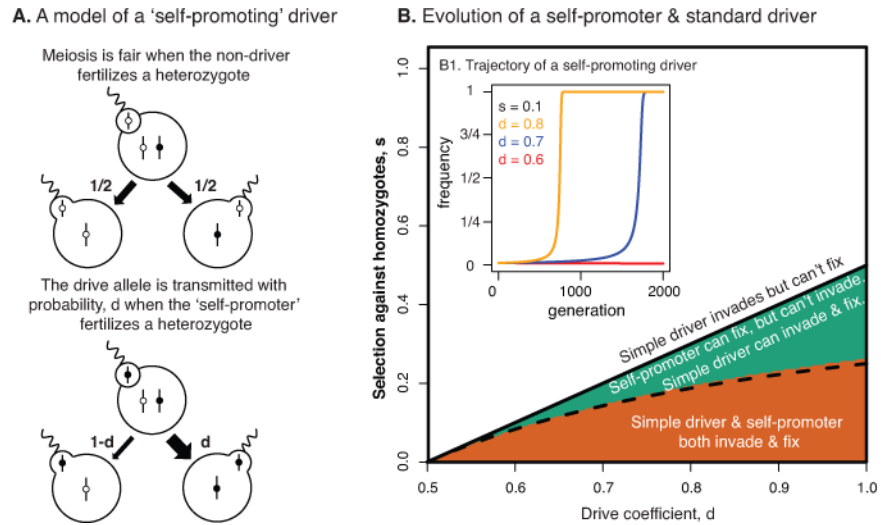 A. A model of a ‘self-promoting’ driver
Meiosis is fair when the non-driver
fertilizes a heterozygote
1/2
1/2
The drive allele is transmitted with
probability, d when the ‘self-promoter’
fertilizes a heterozygote
1-d
d
B. Evolution of a self-promoter & standard driver
Selection against homozygotes, s
1.0
0.8
0.6
0.4
0.2
0.0
B1. Trajectory of a self-promoting driver
frequency
1
3/4
1/2
1/4
0
s = 0.1
d = 0.8
d = 0.7
d = 0.6
0
1000
2000
generation
Simple driver invades but can't fix
Self-promoter can fix, but can't invade.
Simple driver can invade & fix.
Simple driver & self-promoter
both invade & fix
0.5
0.6
0.7
0.8
0.9
1.0
Drive coefficient, d